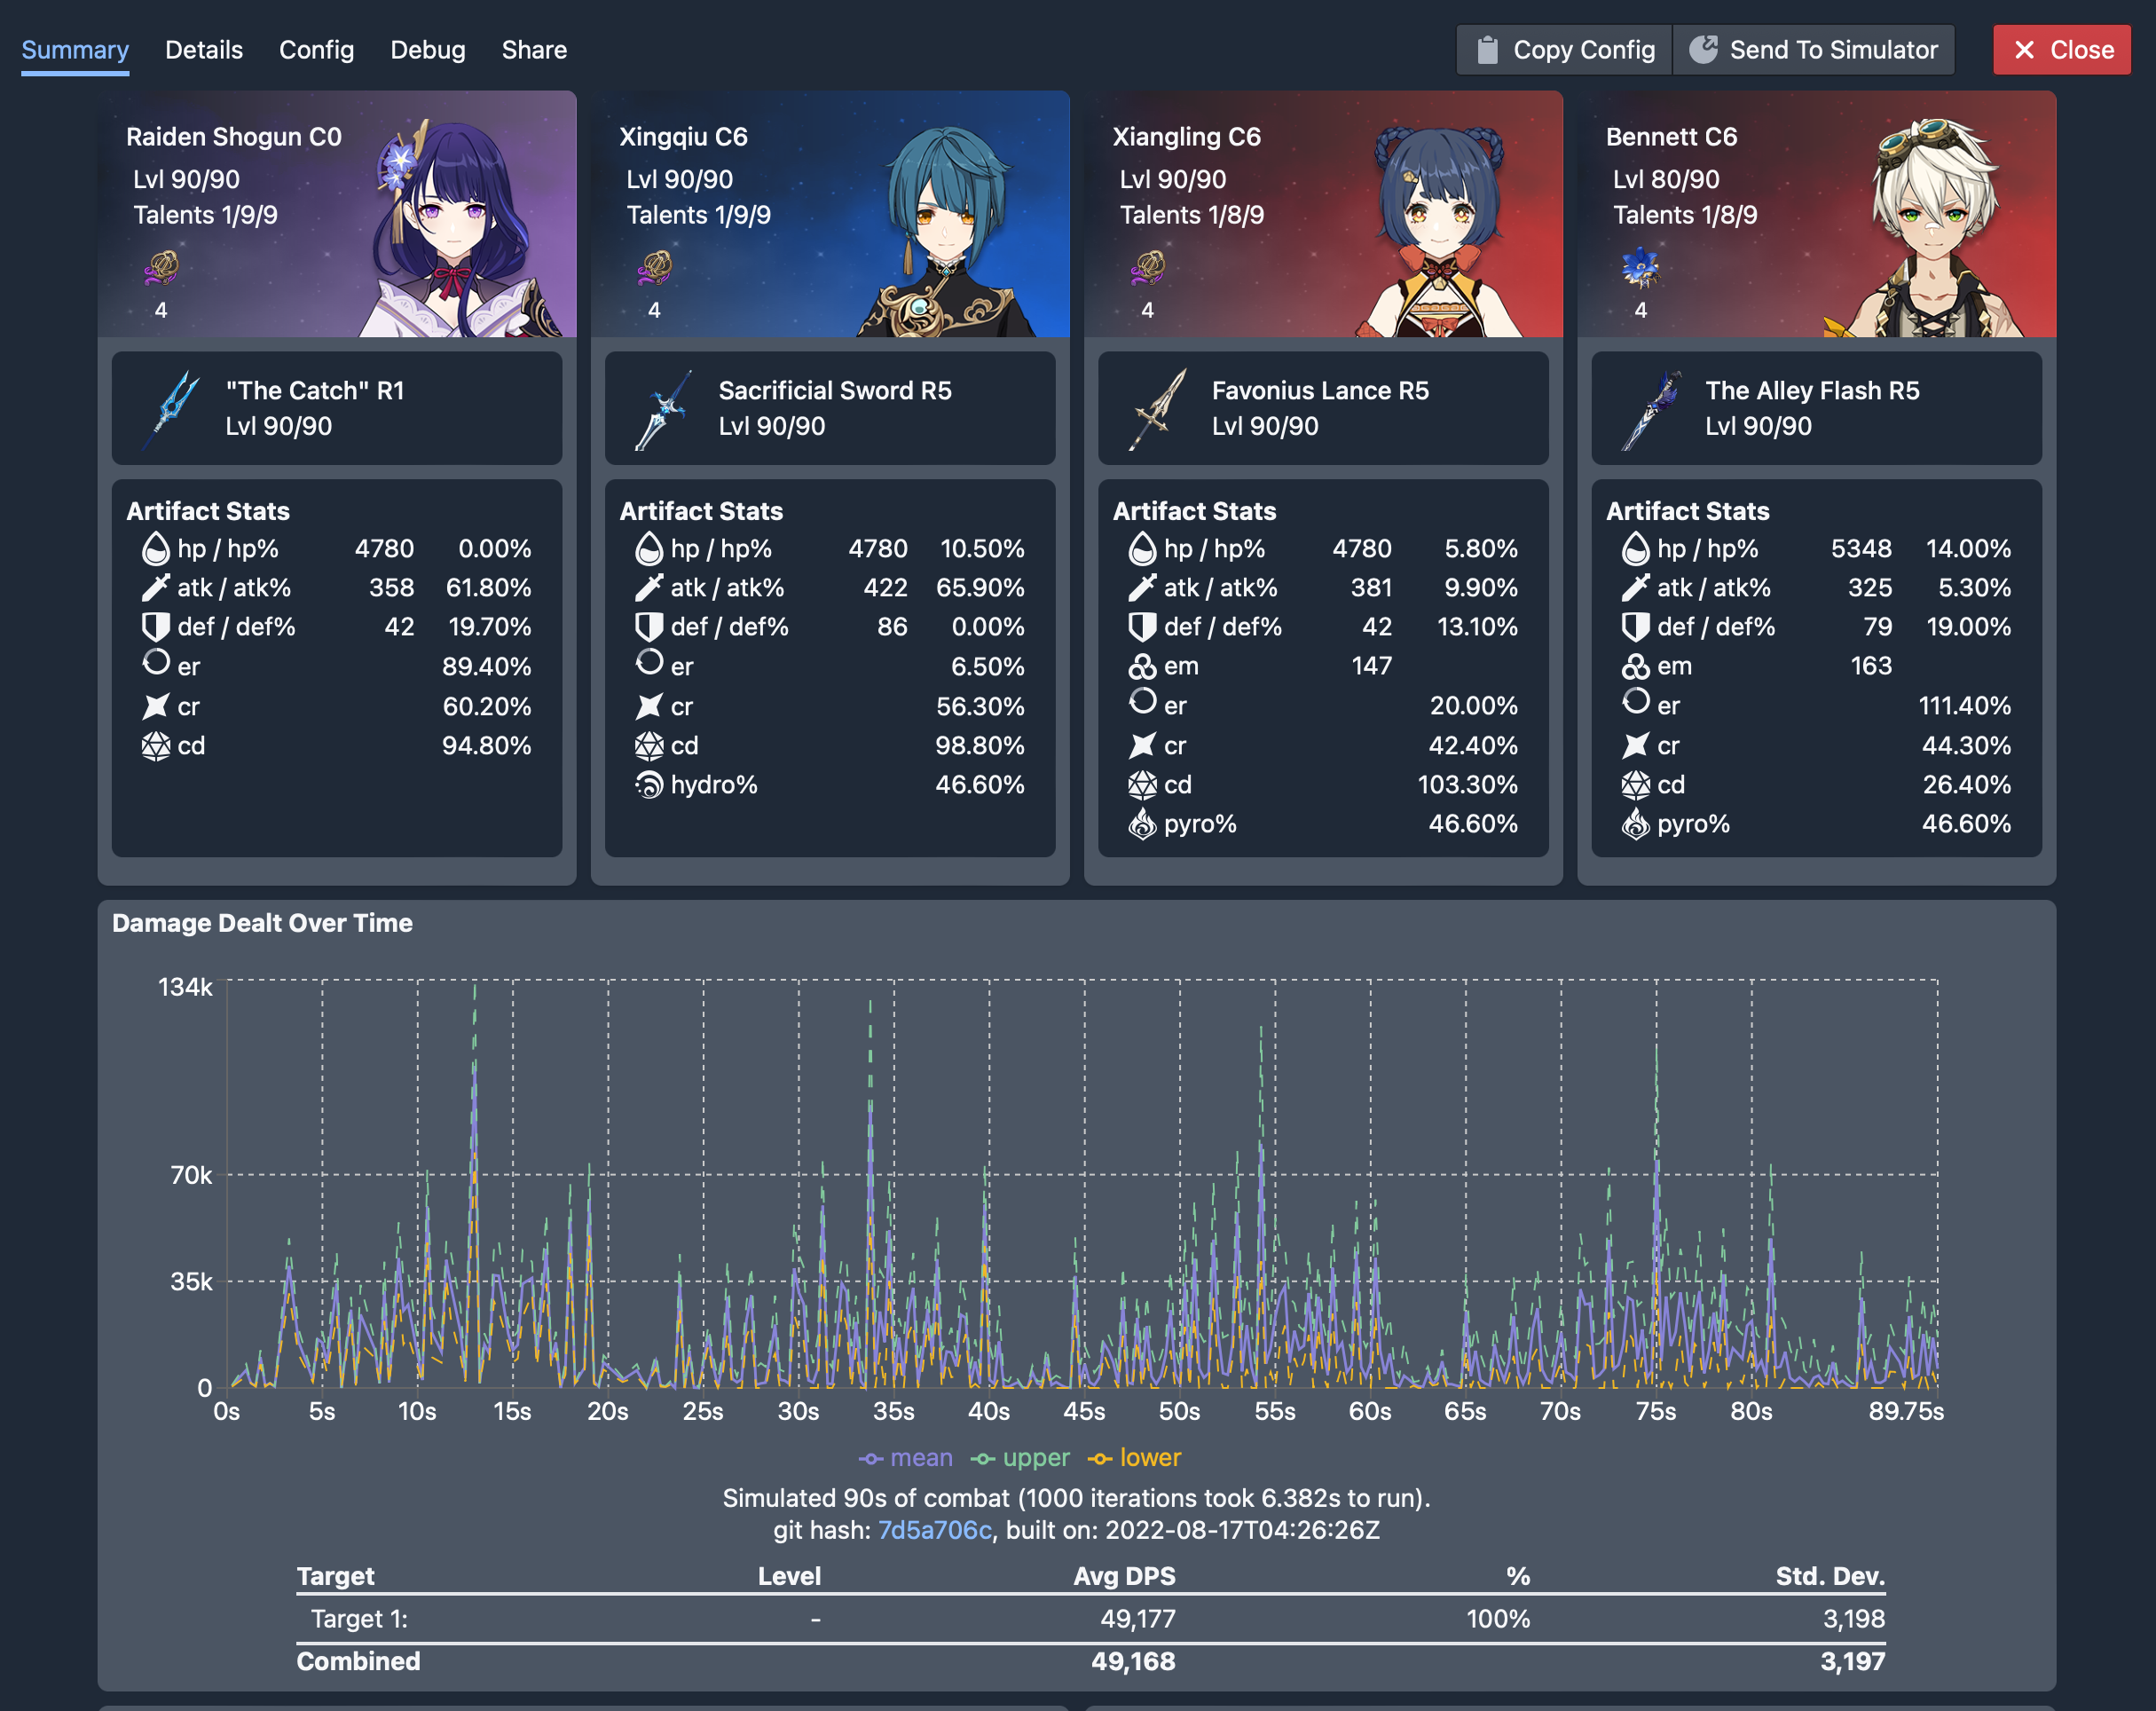 Summary Details Config Debug Share Copy Config Send To Simulator Close
Raiden Shogun C0
Lvl 90/90
Talents 1/9/9
4
"The Catch" R1
Lvl 90/90
Artifact Stats
hp / hp% 4780 0.00%
atk / atk% 358 61.80%
def / def% 42 19.70%
er 89.40%
cr 60.20%
cd 94.80%
Xingqiu C6
Lvl 90/90
Talents 1/9/9
4
Sacrificial Sword R5
Lvl 90/90
Artifact Stats
hp / hp% 4780 10.50%
atk / atk% 422 65.90%
def / def% 86 0.00%
er 6.50%
cr 56.30%
cd 98.80%
hydro% 46.60%
Xiangling C6
Lvl 90/90
Talents 1/8/9
4
Favonius Lance R5
Lvl 90/90
Artifact Stats
hp / hp% 4780 5.80%
atk / atk% 381 9.90%
def / def% 42 13.10%
em 147
er 20.00%
cr 42.40%
cd 103.30%
pyro% 46.60%
Bennett C6
Lvl 80/90
Talents 1/8/9
4
The Alley Flash R5
Lvl 90/90
Artifact Stats
hp / hp% 5348 14.00%
atk / atk% 325 5.30%
def / def% 79 19.00%
em 163
er 111.40%
cr 44.30%
cd 26.40%
pyro% 46.60%
Damage Dealt Over Time
134k
70k
35k
0
0s 5s 10s 15s 20s 25s 30s 35s 40s 45s 50s 55s 60s 65s 70s 75s 80s 89.75s
mean upper lower
Simulated 90s of combat (1000 iterations took 6.382s to run).
git hash: 7d5a706c, built on: 2022-08-17T04:26:26Z
Target Level Avg DPS % Std. Dev.
Target 1: - 49,177 100% 3,198
Combined 49,168 3,197